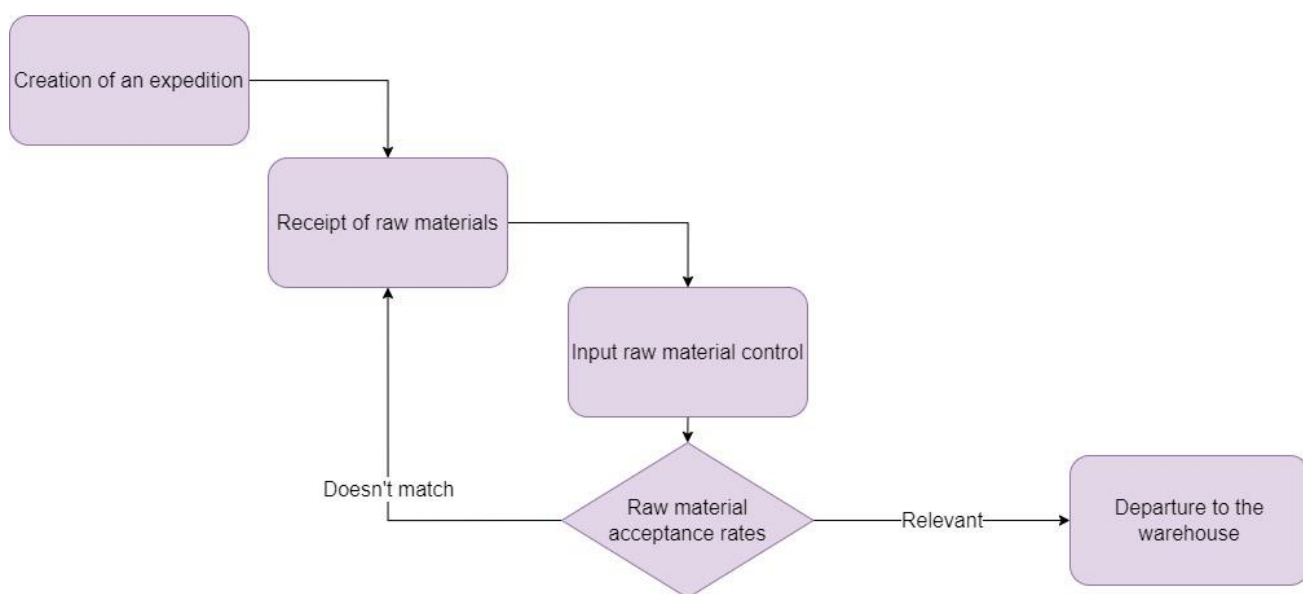 Creation of an expedition
Receipt of raw materials
Input raw material control
Doesn't match
Raw material
acceptance rates
Relevant
Departure to the
warehouse